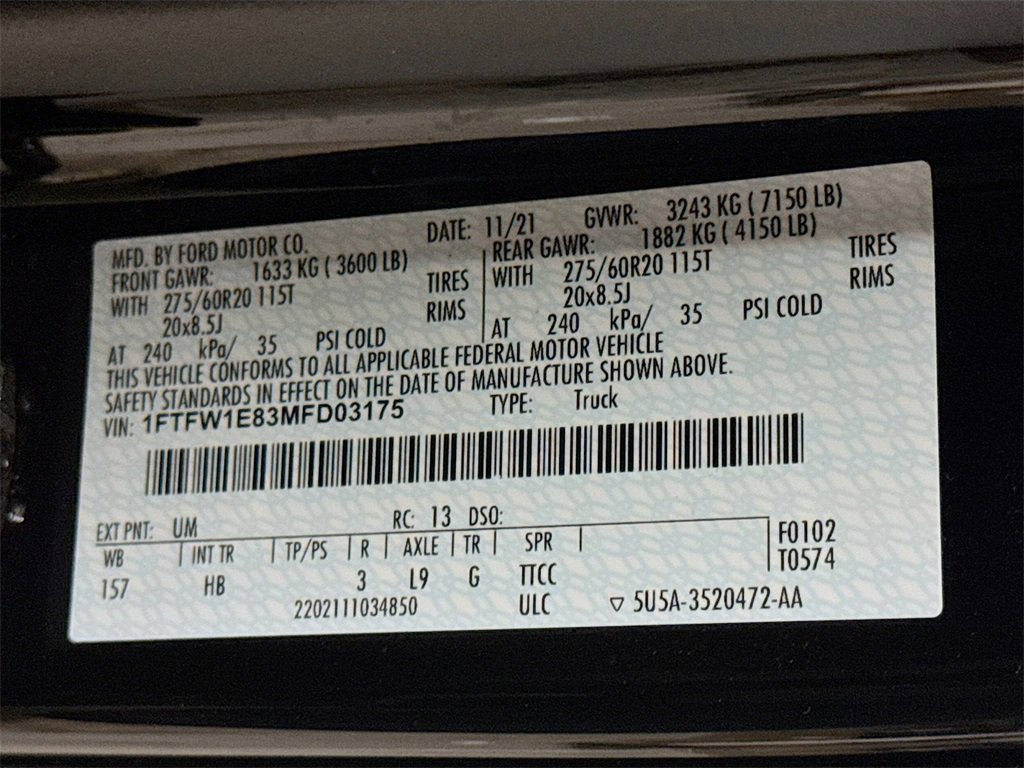 MFD. BY FORD MOTOR CO. DATE: 11/21 GVWR: 3243 KG ( 7150 LB)
FRONT GAWR: 1633 KG ( 3600 LB) REAR GAWR: 1882 KG ( 4150 LB)
WITH 275/60R20 115T TIRES WITH 275/60R20 115T TIRES
20x8.5J RIMS 20x8.5J RIMS
AT 240 kPa/ 35 PSI COLD AT 240 kPa/ 35 PSI COLD
THIS VEHICLE CONFORMS TO ALL APPLICABLE FEDERAL MOTOR VEHICLE
SAFETY STANDARDS IN EFFECT ON THE DATE OF MANUFACTURE SHOWN ABOVE.
VIN: 1FTFW1E83MFD03175 TYPE: Truck
EXT PNT: UM RC: 13 DSO:
WB INT TR TP/PS R AXLE TR SPR F0102
T0574
157 HB 3 L9 G TTCC
2202111034850 ULC ▽ 5U5A-3520472-AA